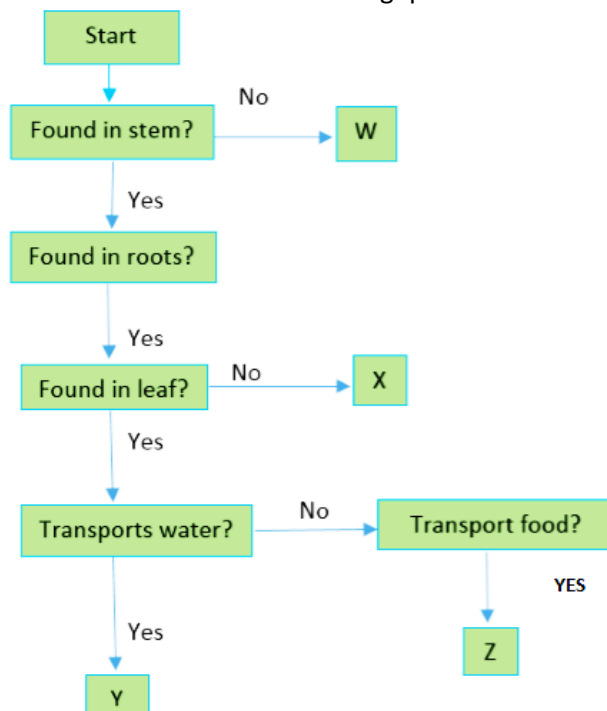 Start
Found in stem?
No
W
Yes
Found in roots?
Yes
Found in leaf?
No
X
Yes
Transports water?
No
Transport food?
YES
Yes
Z
Y